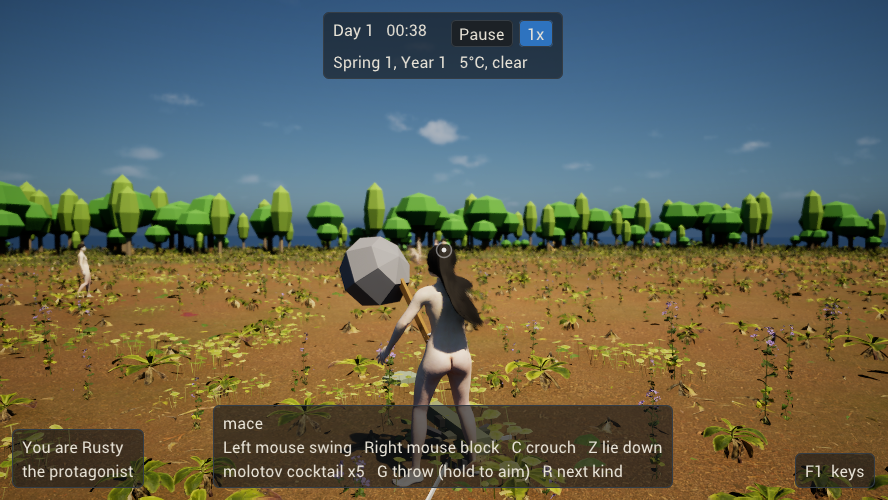 Day 1 00:38 Pause 1x
Spring 1, Year 1 5°C, clear
mace
Left mouse swing Right mouse block C crouch Z lie down
molotov cocktail x5 G throw (hold to aim) R next kind
You are Rusty
the protagonist
F1 keys